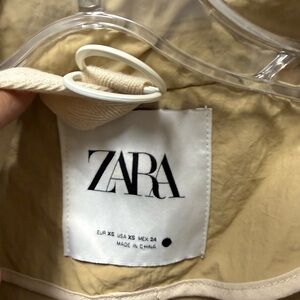 ZARA
EUR XS USA XS MEX 24
MADE IN CHINA